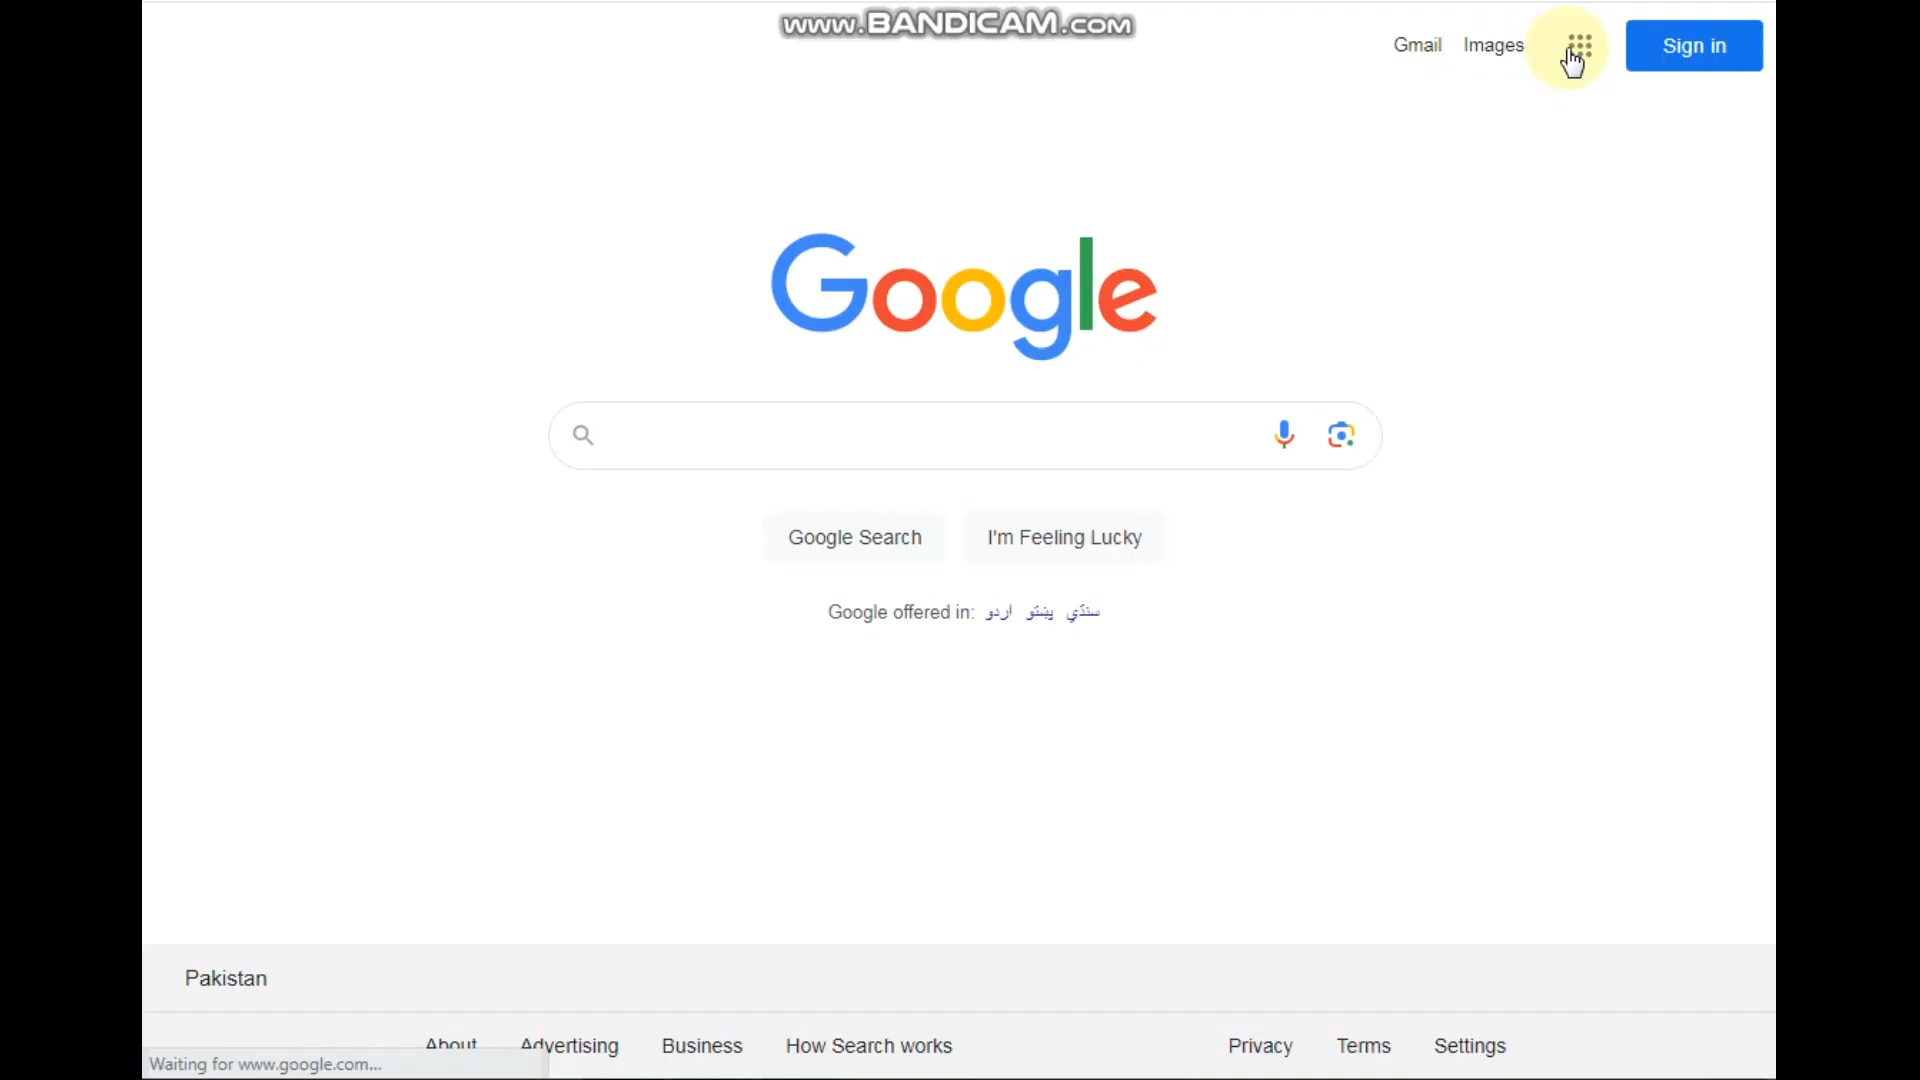 www.BANDICAM.com
Gmail Images Sign in
Google
Google Search I'm Feeling Lucky
Google offered in: اردو پښتو سنڌي
Pakistan
About Advertising Business How Search works Privacy Terms Settings
Waiting for www.google.com...